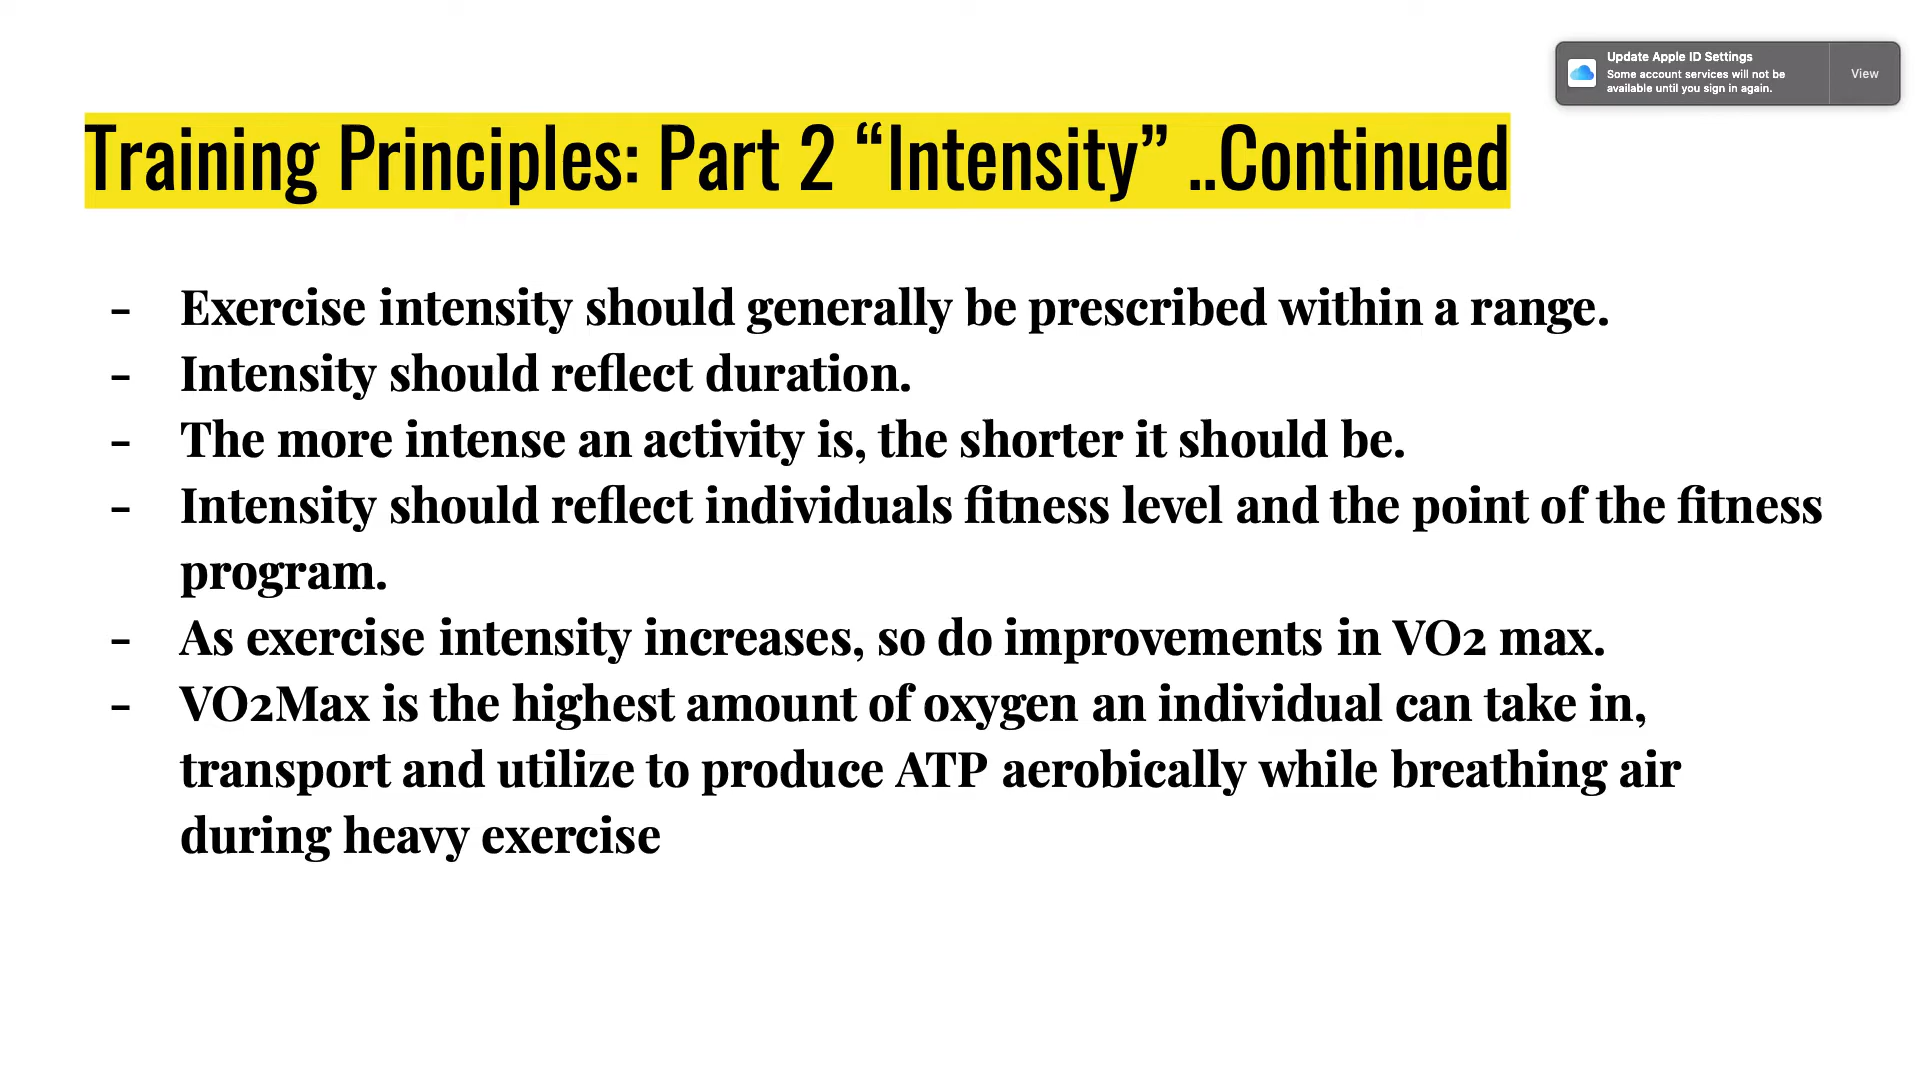 Update Apple ID Settings
Some account services will not be
available until you sign in again.
View
Training Principles: Part 2 “Intensity” ..Continued
- Exercise intensity should generally be prescribed within a range.
- Intensity should reflect duration.
- The more intense an activity is, the shorter it should be.
- Intensity should reflect individuals fitness level and the point of the fitness
program.
- As exercise intensity increases, so do improvements in VO2 max.
- VO2Max is the highest amount of oxygen an individual can take in,
transport and utilize to produce ATP aerobically while breathing air
during heavy exercise